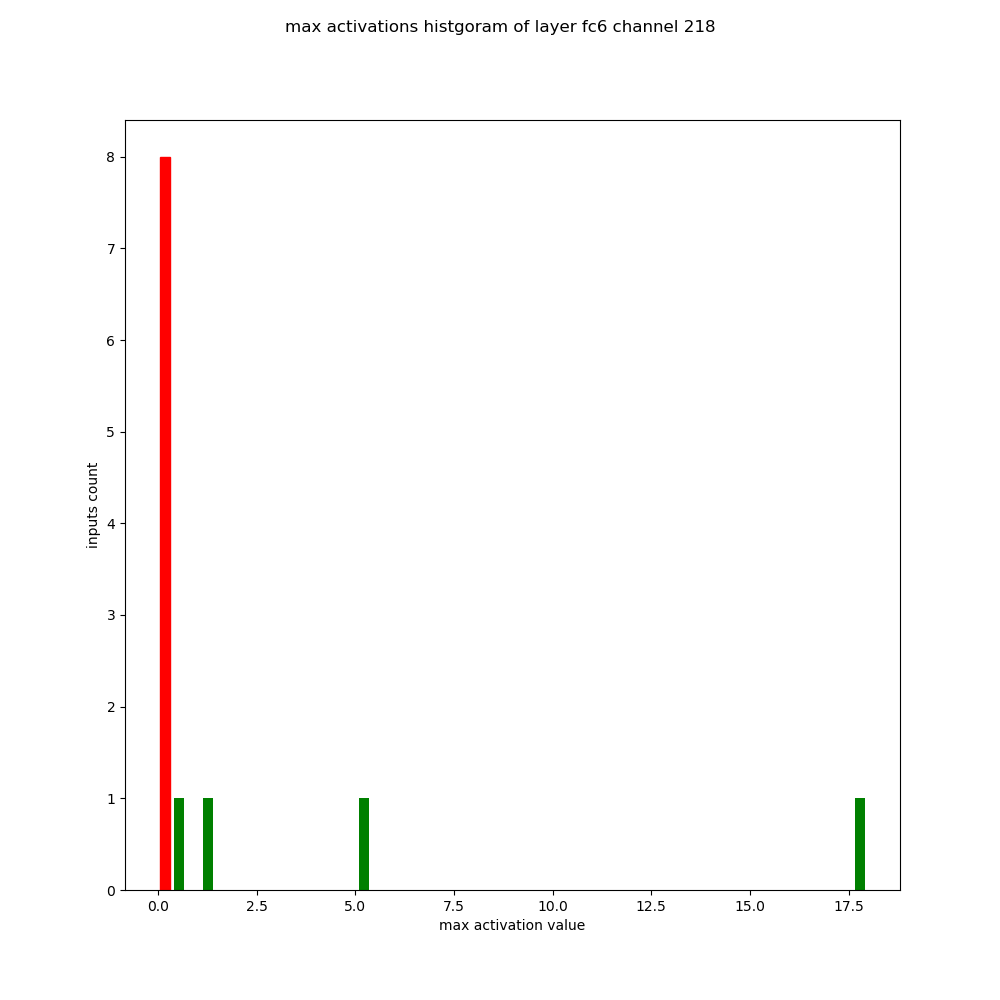 max activations histgoram of layer fc6 channel 218
8
7
6
5
4
3
2
1
0
inputs count
0.0 2.5 5.0 7.5 10.0 12.5 15.0 17.5
max activation value